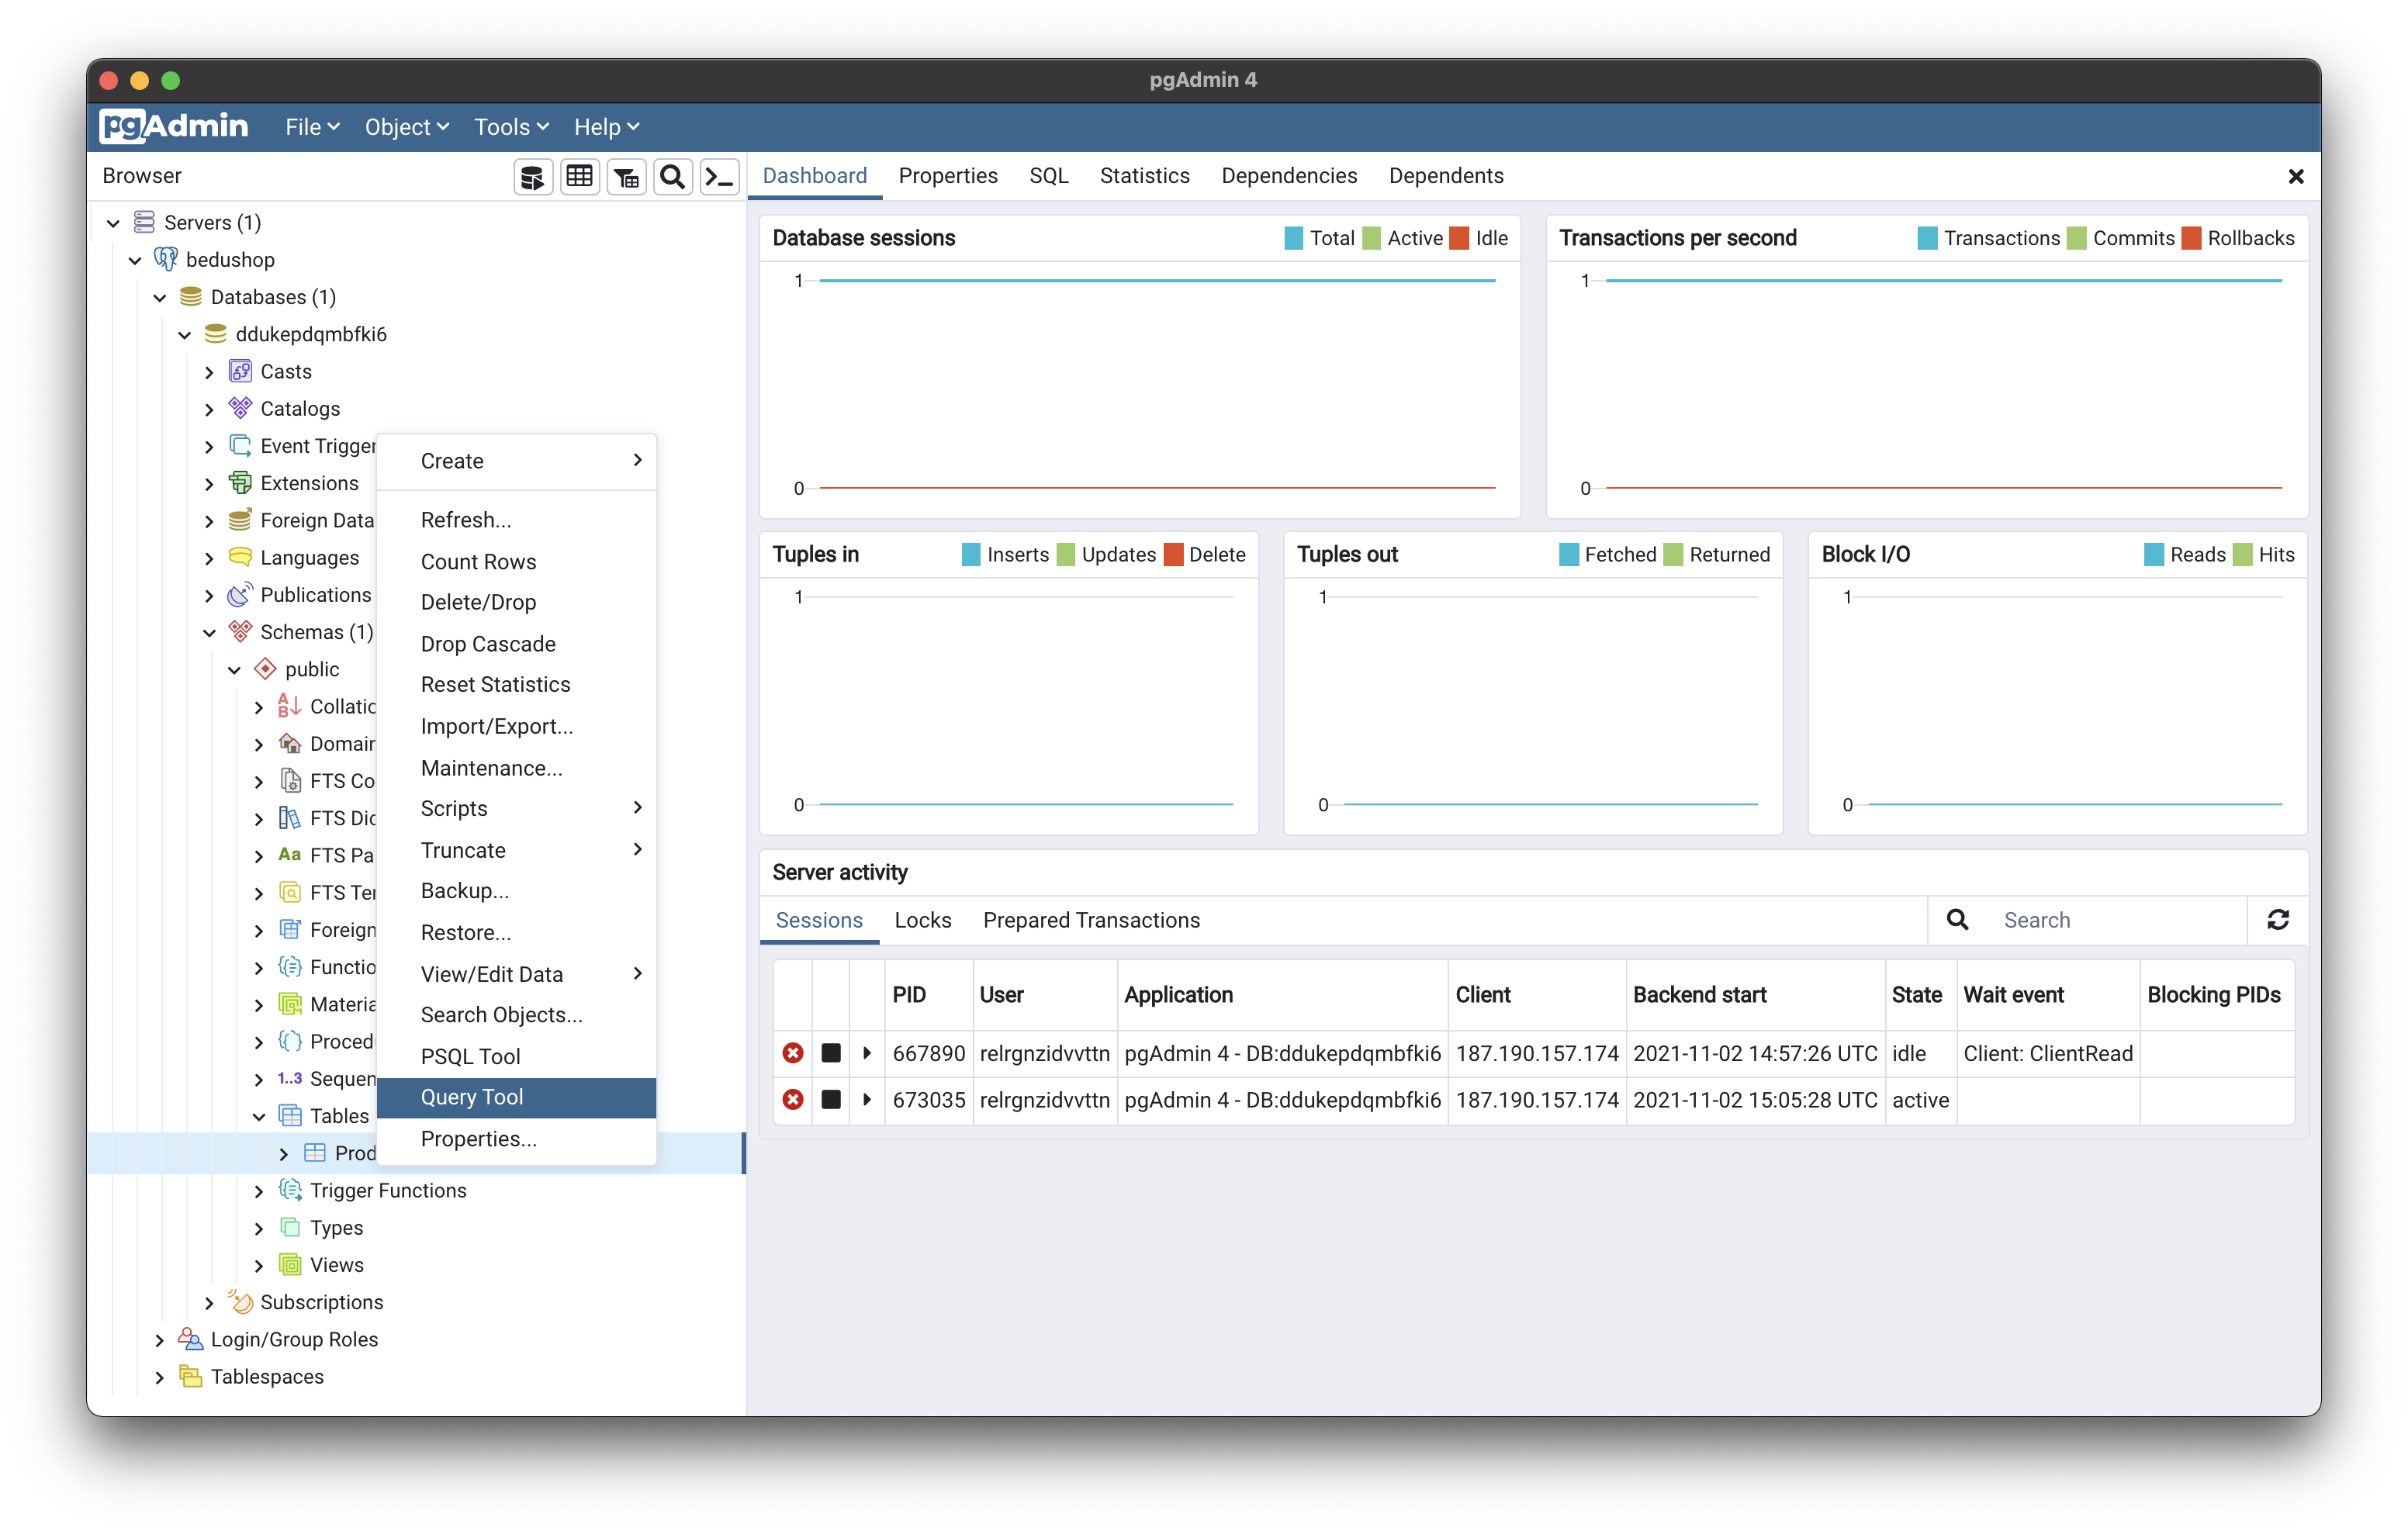 pgAdmin 4
pgAdmin File Object Tools Help
Browser
Dashboard Properties SQL Statistics Dependencies Dependents
Servers (1)
bedushop
Databases (1)
ddukepdqmbfki6
Casts
Catalogs
Event Trigger
Extensions
Foreign Data
Languages
Publications
Schemas (1)
public
Collatio
Domain
FTS Co
FTS Dic
Aa FTS Pa
FTS Ter
Foreign
Functio
Materia
Proced
1..3 Sequen
Tables
Prod
Trigger Functions
Types
Views
Subscriptions
Login/Group Roles
Tablespaces
Create
Refresh...
Count Rows
Delete/Drop
Drop Cascade
Reset Statistics
Import/Export...
Maintenance...
Scripts
Truncate
Backup...
Restore...
View/Edit Data
Search Objects...
PSQL Tool
Query Tool
Properties...
Database sessions Total Active Idle
1
0
Transactions per second Transactions Commits Rollbacks
1
0
Tuples in Inserts Updates Delete
1
0
Tuples out Fetched Returned
1
0
Block I/O Reads Hits
1
0
Server activity
Sessions Locks Prepared Transactions Search
PID User Application Client Backend start State Wait event Blocking PIDs
667890 relrgnzidvvttn pgAdmin 4 - DB:ddukepdqmbfki6 187.190.157.174 2021-11-02 14:57:26 UTC idle Client: ClientRead
673035 relrgnzidvvttn pgAdmin 4 - DB:ddukepdqmbfki6 187.190.157.174 2021-11-02 15:05:28 UTC active